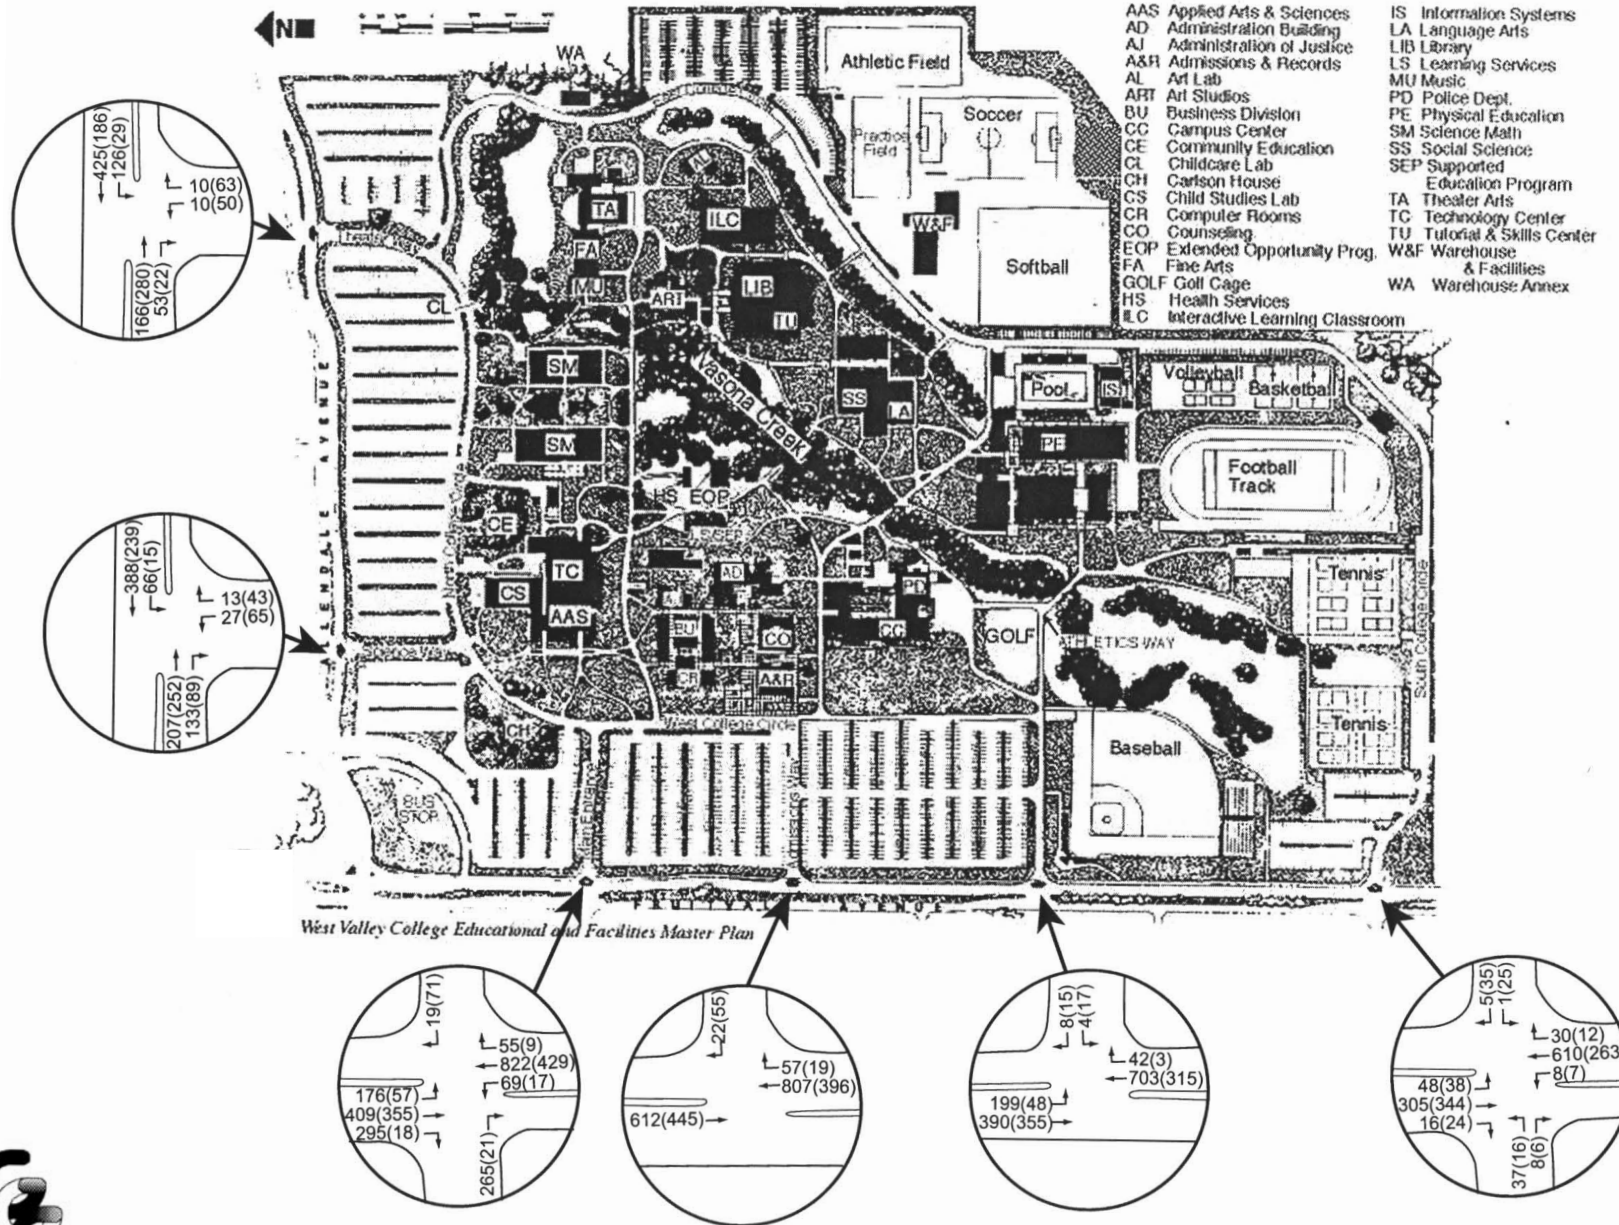 N
WA
AAS Applied Arts & Sciences
AD Administration Building
AJ Administration of Justice
A&R Admissions & Records
AL Art Lab
ART Art Studios
BU Business Division
CC Campus Center
CE Community Education
CL Childcare Lab
CH Carlson House
CS Child Studies Lab
CR Computer Rooms
CO Counseling
EOP Extended Opportunity Prog.
FA Fine Arts
GOLF Golf Cage
HS Health Services
ILC Interactive Learning Classroom
IS Information Systems
LA Language Arts
LIB Library
LS Learning Services
MU Music
PD Police Dept.
PE Physical Education
SM Science Math
SS Social Science
SEP Supported
Education Program
TA Theater Arts
TC Technology Center
TU Tutorial & Skills Center
W&F Warehouse
& Facilities
WA Warehouse Annex
Athletic Field
Practice
Field
Soccer
Softball
W&F
AL
TA
ILC
FA
MU
ART
LIB
TU
CL
SM
Vasona Creek
SS
LA
Pool
IS
Volleyball
Basketball
PE
Football
Track
SM
HS
EOP
CE
TC
CS
AAS
AD
BU
CO
CR
A&R
PD
CC
GOLF
ATHLETICS WAY
Tennis
Tennis
South College Circle
West College Circle
CH
BUS
STOP
Baseball
AVENUE
FRUITVALE AVENUE
West Valley College Educational and Facilities Master Plan
425(186)
126(29)
10(63)
10(50)
166(280)
53(22)
388(239)
66(15)
13(43)
27(65)
207(252)
133(89)
19(71)
55(9)
822(429)
69(17)
176(57)
409(355)
295(18)
265(21)
22(55)
57(19)
807(396)
612(445)
8(15)
4(17)
42(3)
703(315)
199(48)
390(355)
5(35)
1(25)
30(12)
610(263
8(7)
48(38)
305(344)
16(24)
37(16)
8(6)